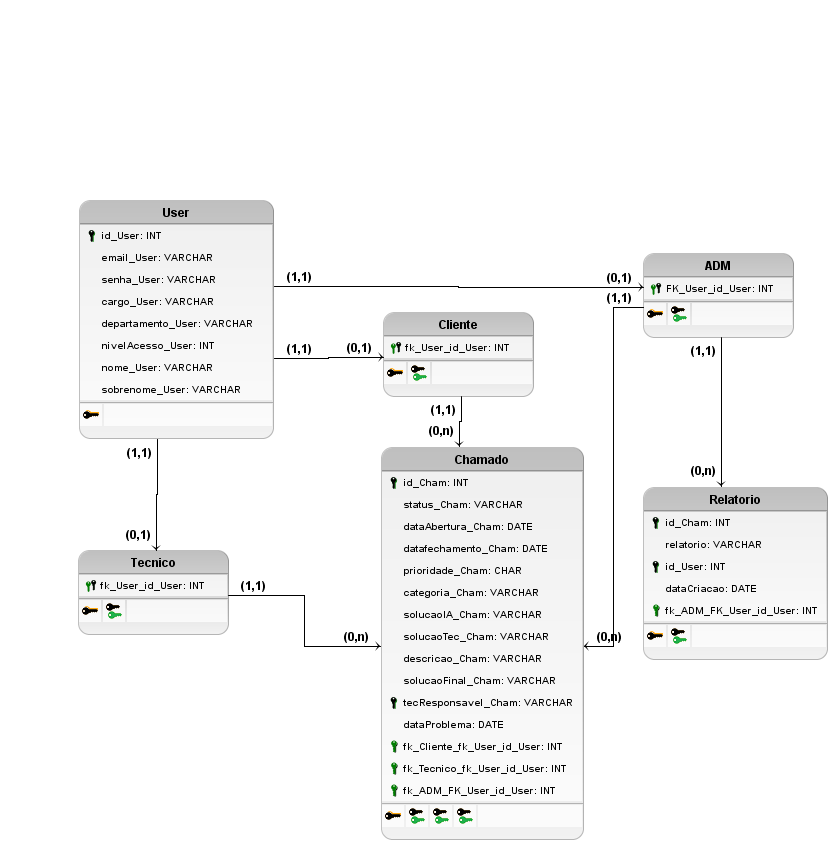 User
id_User: INT
email_User: VARCHAR
senha_User: VARCHAR
cargo_User: VARCHAR
departamento_User: VARCHAR
nivelAcesso_User: INT
nome_User: VARCHAR
sobrenome_User: VARCHAR
(1,1)
(0,1)
(1,1)
(0,1)
(1,1)
(0,1)
ADM
FK_User_id_User: INT
(1,1)
(1,1)
(0,n)
Cliente
fk_User_id_User: INT
(1,1)
(0,n)
Chamado
id_Cham: INT
status_Cham: VARCHAR
dataAbertura_Cham: DATE
datafechamento_Cham: DATE
prioridade_Cham: CHAR
categoria_Cham: VARCHAR
solucaoIA_Cham: VARCHAR
solucaoTec_Cham: VARCHAR
descricao_Cham: VARCHAR
solucaoFinal_Cham: VARCHAR
tecResponsavel_Cham: VARCHAR
dataProblema: DATE
fk_Cliente_fk_User_id_User: INT
fk_Tecnico_fk_User_id_User: INT
fk_ADM_FK_User_id_User: INT
Relatorio
id_Cham: INT
relatorio: VARCHAR
id_User: INT
dataCriacao: DATE
fk_ADM_FK_User_id_User: INT
Tecnico
fk_User_id_User: INT
(1,1)
(0,n)
(0,n)